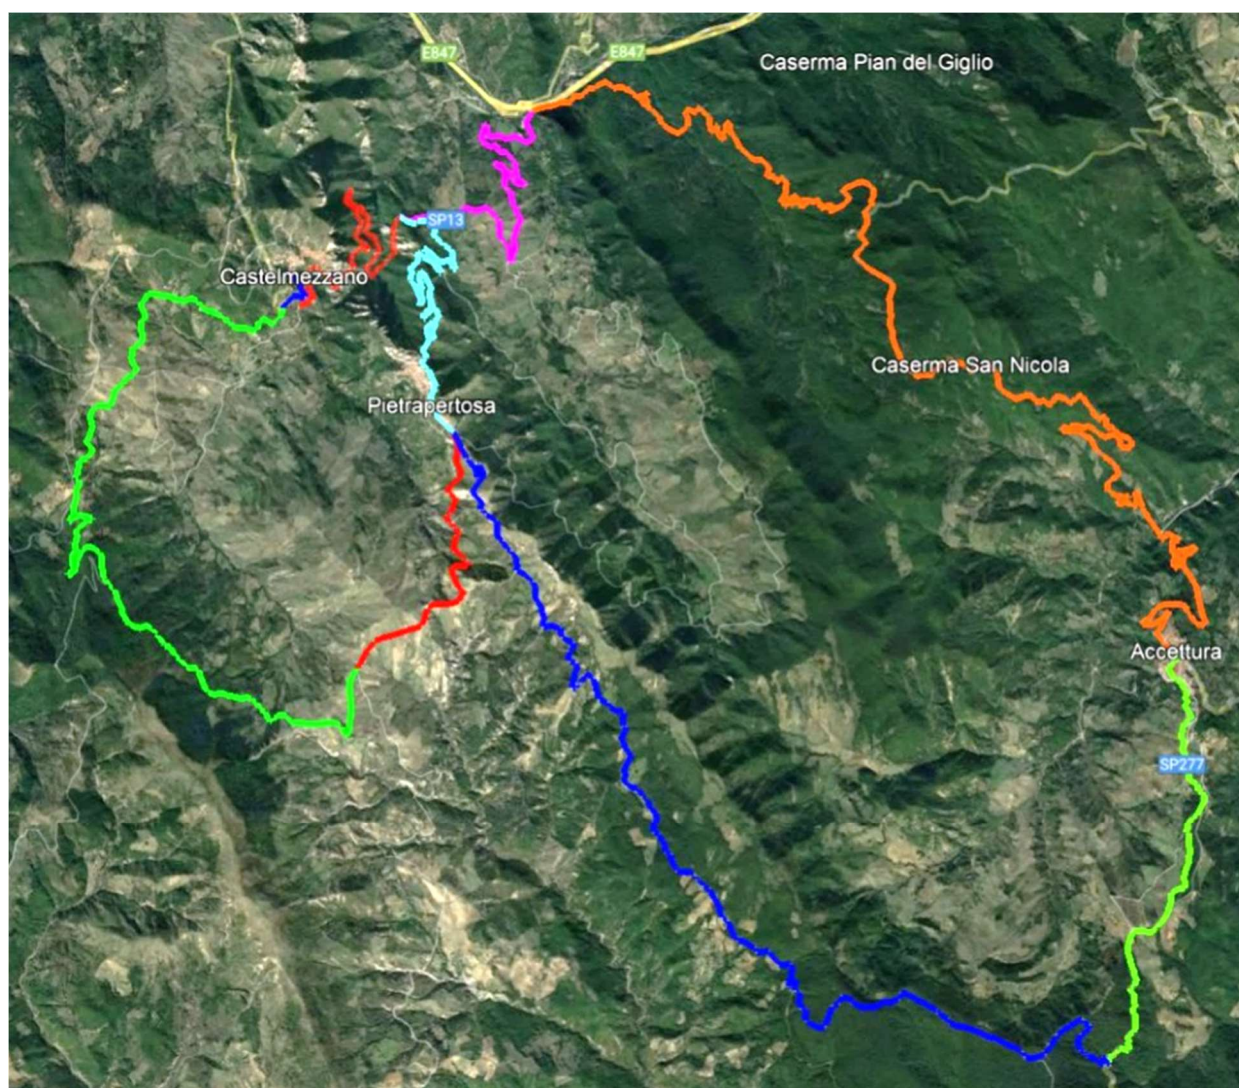 E847
E847
Caserma Pian del Giglio
SP13
Castelmezzano
Caserma San Nicola
Pietrapertosa
Accettura
SP277